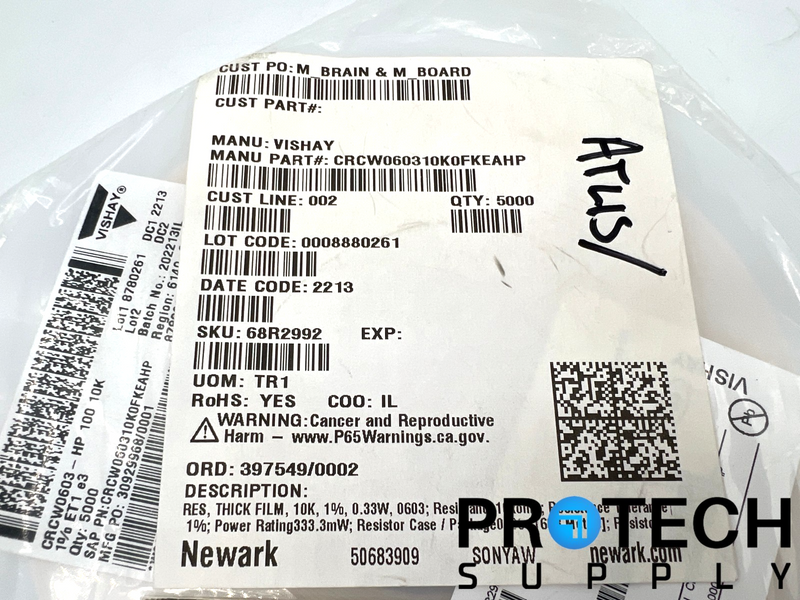 CUST PO: M_BRAIN & M_BOARD
CUST PART#:
MANU: VISHAY
MANU PART#: CRCW060310K0FKEAHP
CUST LINE: 002 QTY: 5000
LOT CODE: 0008880261
DATE CODE: 2213
SKU: 68R2992 EXP:
UOM: TR1
RoHS: YES COO: IL
WARNING: Cancer and Reproductive
Harm – www.P65Warnings.ca.gov.
ORD: 397549/0002
DESCRIPTION:
RES, THICK FILM, 10K, 1%, 0.33W, 0603;
1%; Power Rating333.3mW; Resistor Case /
Newark 50683909 SONYAW newark.com
ATUS/
VISHAY®
DC1 2213
DC2
Lot1 8780261
Lot2
Batch No.: 202213IL
Region:
CRCW0603 - HP 100 10K
1% ET1 e3
Qty: 5000
SAP PN: CRCW060310K0FKEAHP
MFG PO: 30929968/0001
Pb
PROTECH
SUPPLY